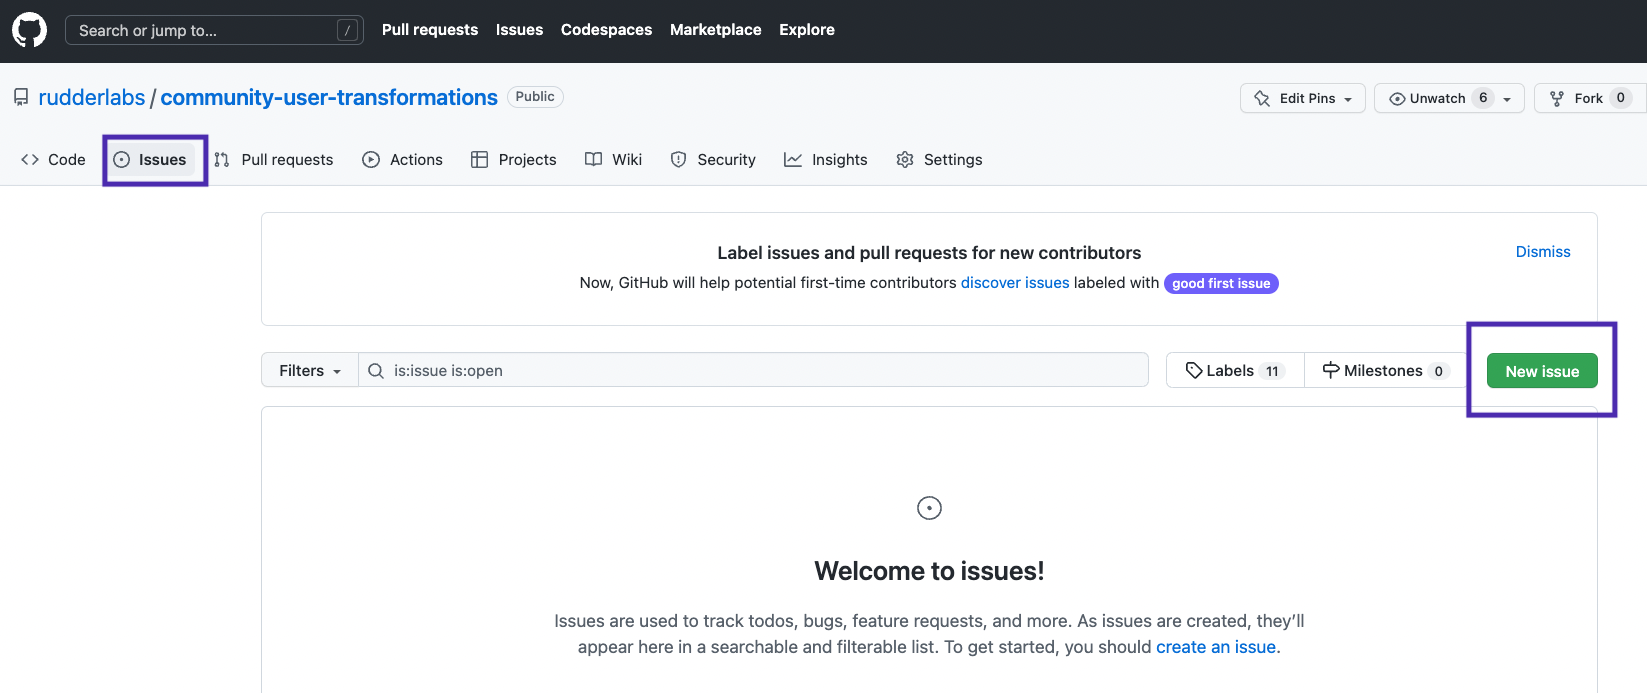 Search or jump to... /
Pull requests Issues Codespaces Marketplace Explore
rudderlabs / community-user-transformations Public
Edit Pins Unwatch 6 Fork 0
Code Issues Pull requests Actions Projects Wiki Security Insights Settings
Label issues and pull requests for new contributors
Dismiss
Now, GitHub will help potential first-time contributors discover issues labeled with good first issue
Filters is:issue is:open Labels 11 Milestones 0 New issue
Welcome to issues!
Issues are used to track todos, bugs, feature requests, and more. As issues are created, they’ll
appear here in a searchable and filterable list. To get started, you should create an issue.